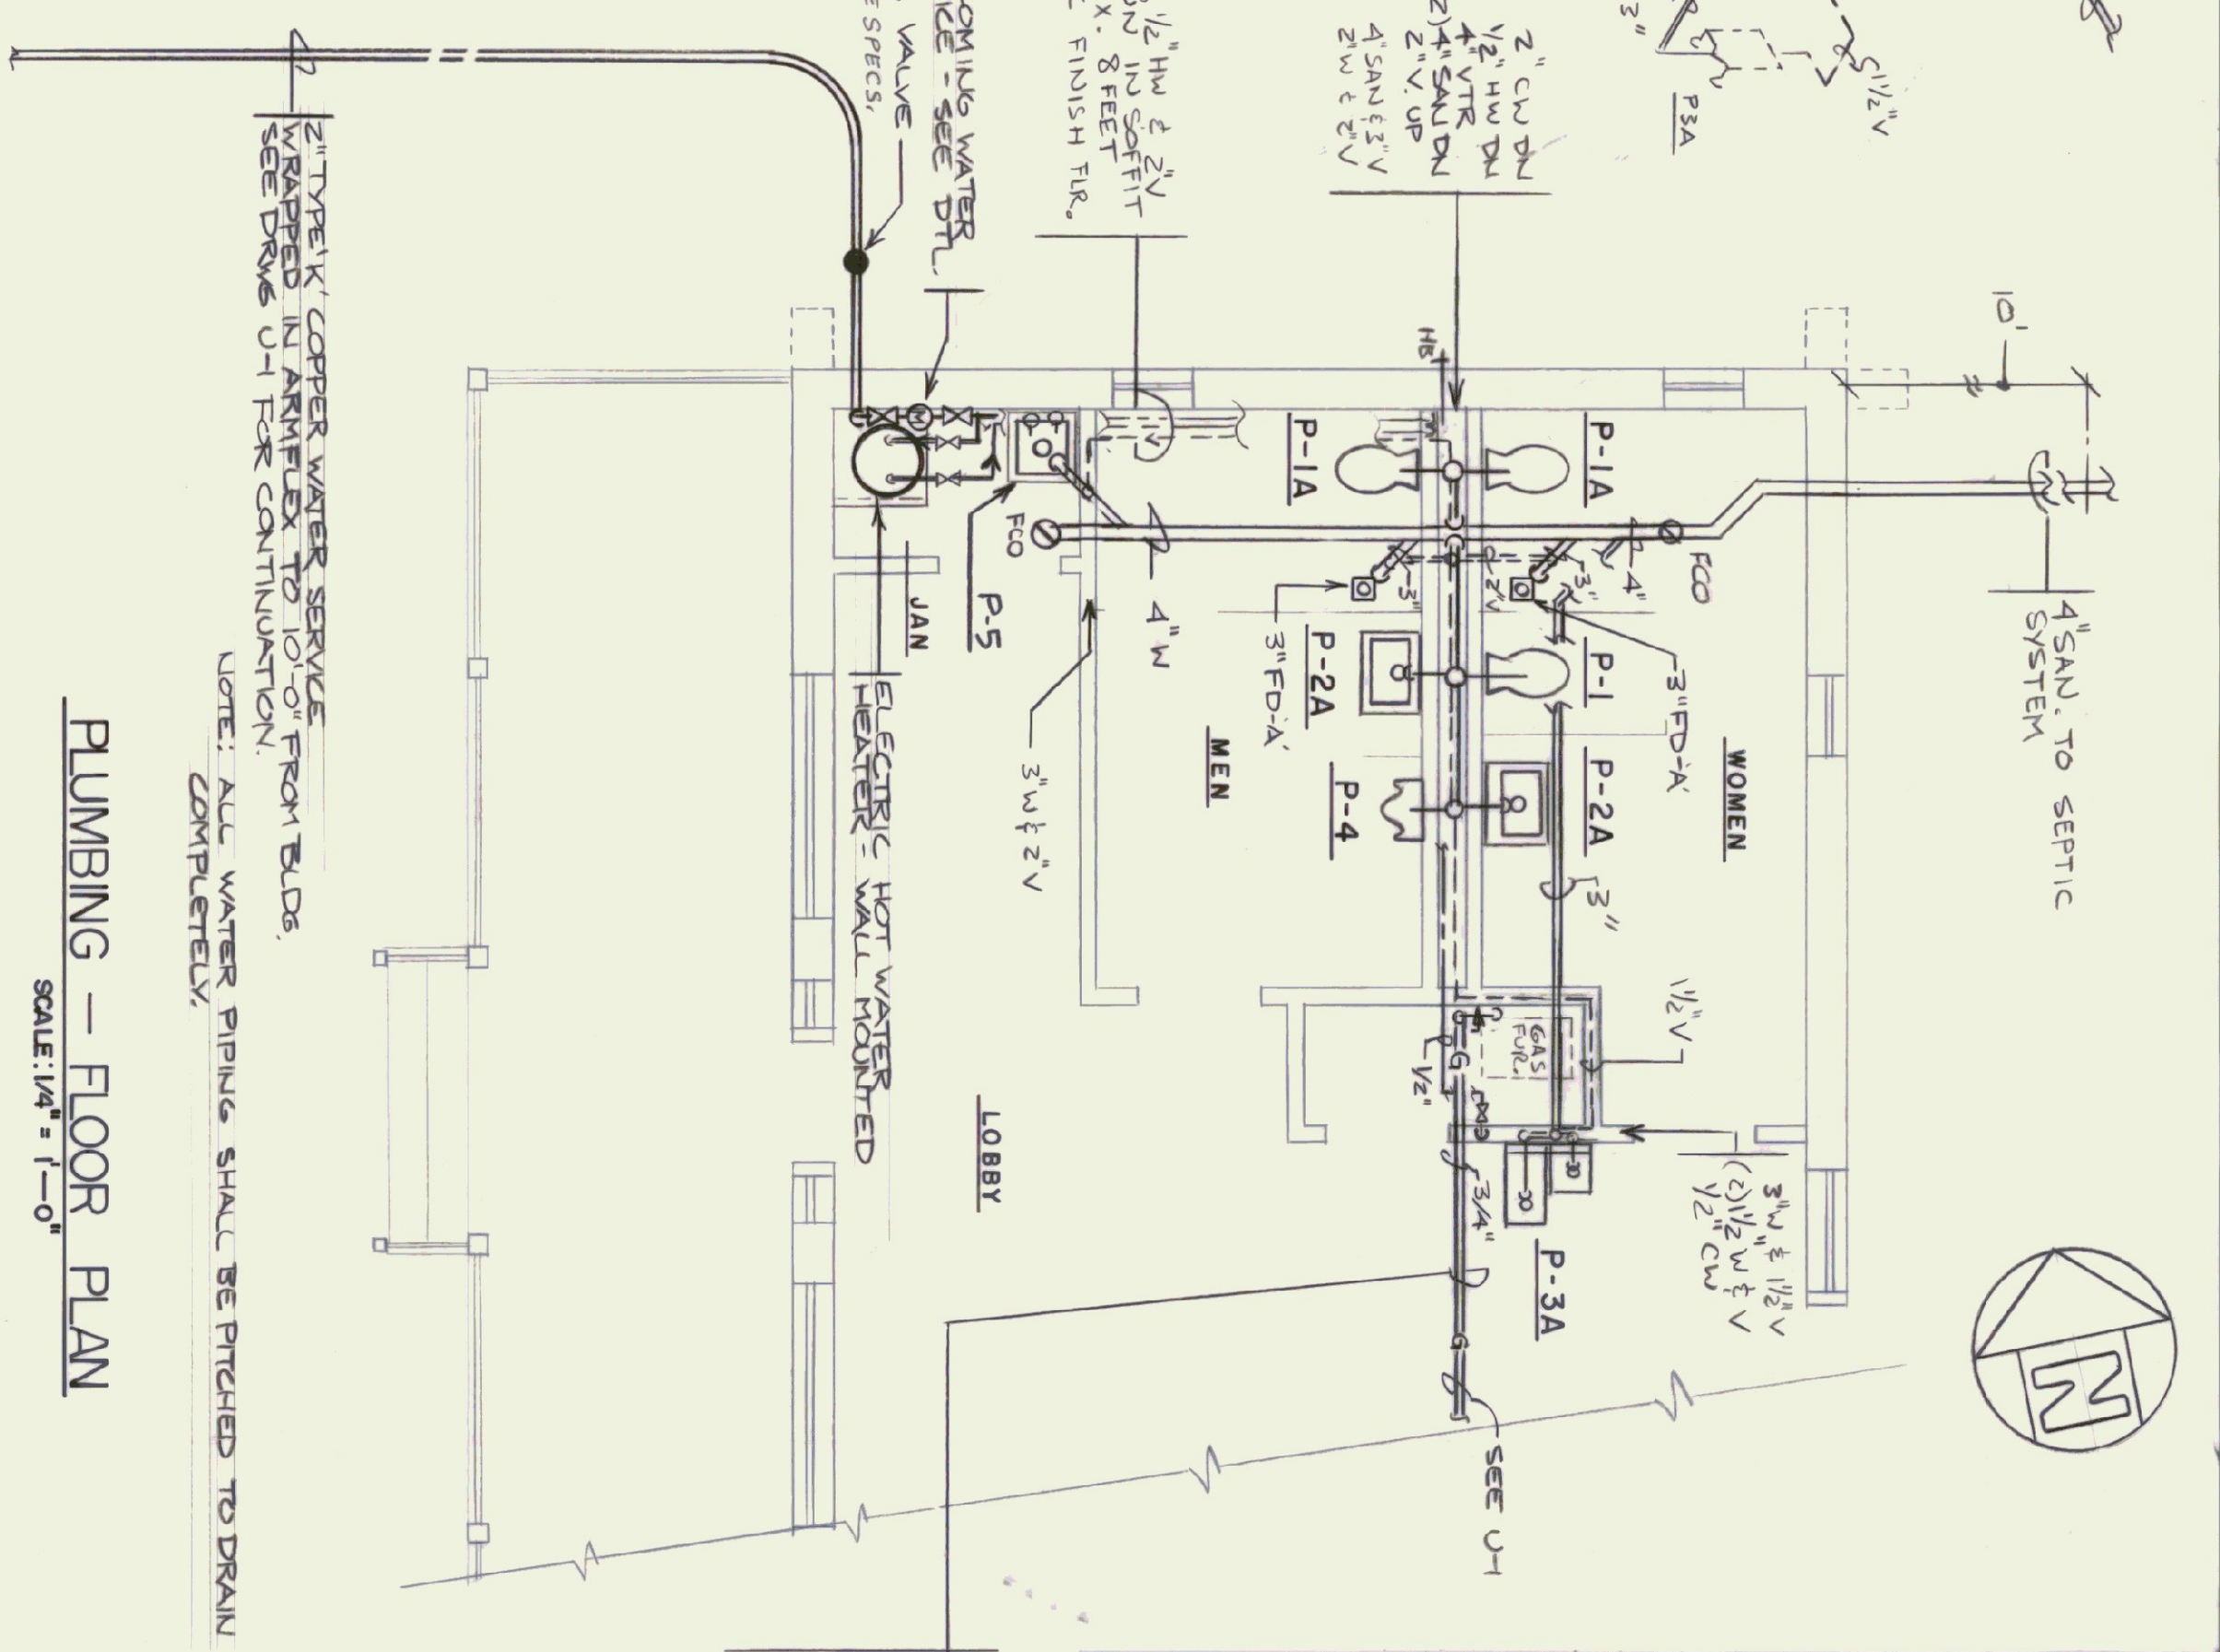 5 1 1/2" V
P3A
3"
2" CW DN
1/2" HW DN
4" VTR
2) 4" SAN DN
2" V. UP
4" SAN & 3" V
2" W & 2" V
1/2" HW & 2" V
ON IN SOFFIT
X. 8 FEET
E FINISH FLR.
OMING WATER
ICE - SEE DTL.
VALVE
E SPECS.
10'
4" SAN. TO SEPTIC
SYSTEM
HB
P-1A
P-1A
FCO
4"
3"
3"
2" V
3" FD-'A'
3" FD-'A'
P-1
P-2A
P-2A
P-4
WOMEN
MEN
M
FCO
P-5
JAN
4" W
3" W & 2" V
ELECTRIC HOT WATER
HEATER - WALL MOUNTED
3"
1 1/2" V
GAS
FUR.
G
1/2"
3/4"
3" W & 1 1/2" V
(2) 1 1/2 W & V
1/2" CW
P-3A
G
SEE U-1
LOBBY
N
2" TYPE 'K' COPPER WATER SERVICE
WRAPPED IN ARMFLEX TO 10'-0" FROM BLDG.
SEE DRWG U-1 FOR CONTINUATION.
NOTE: ALL WATER PIPING SHALL BE PITCHED TO DRAIN
COMPLETELY.
PLUMBING — FLOOR PLAN
SCALE: 1/4" = 1'-0"